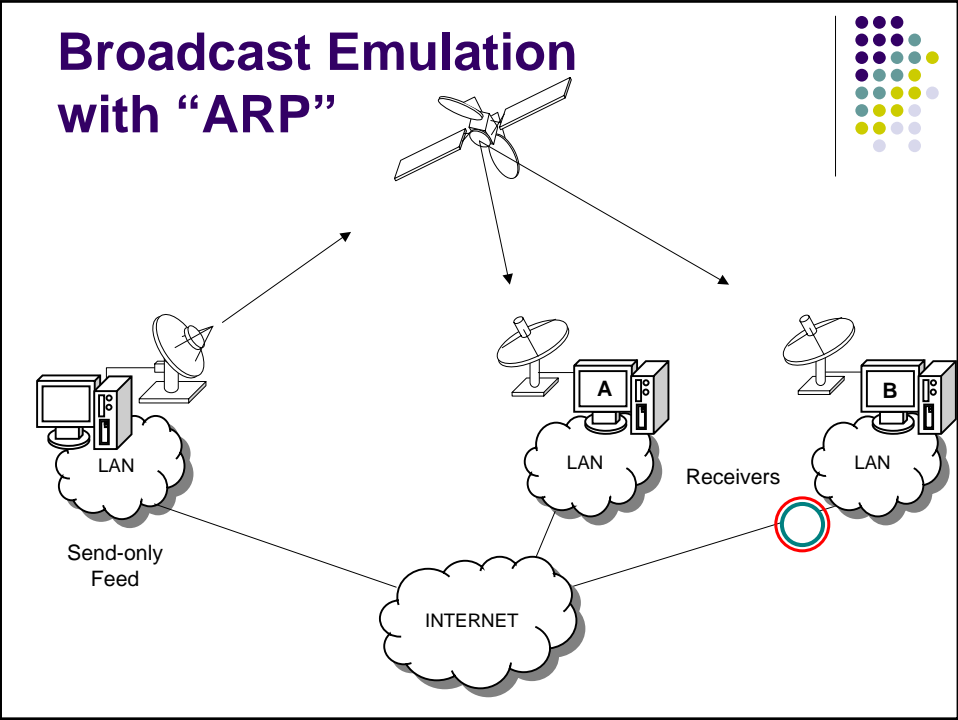 Broadcast Emulation
with “ARP”
A
B
LAN
LAN
LAN
Receivers
Send-only
Feed
INTERNET